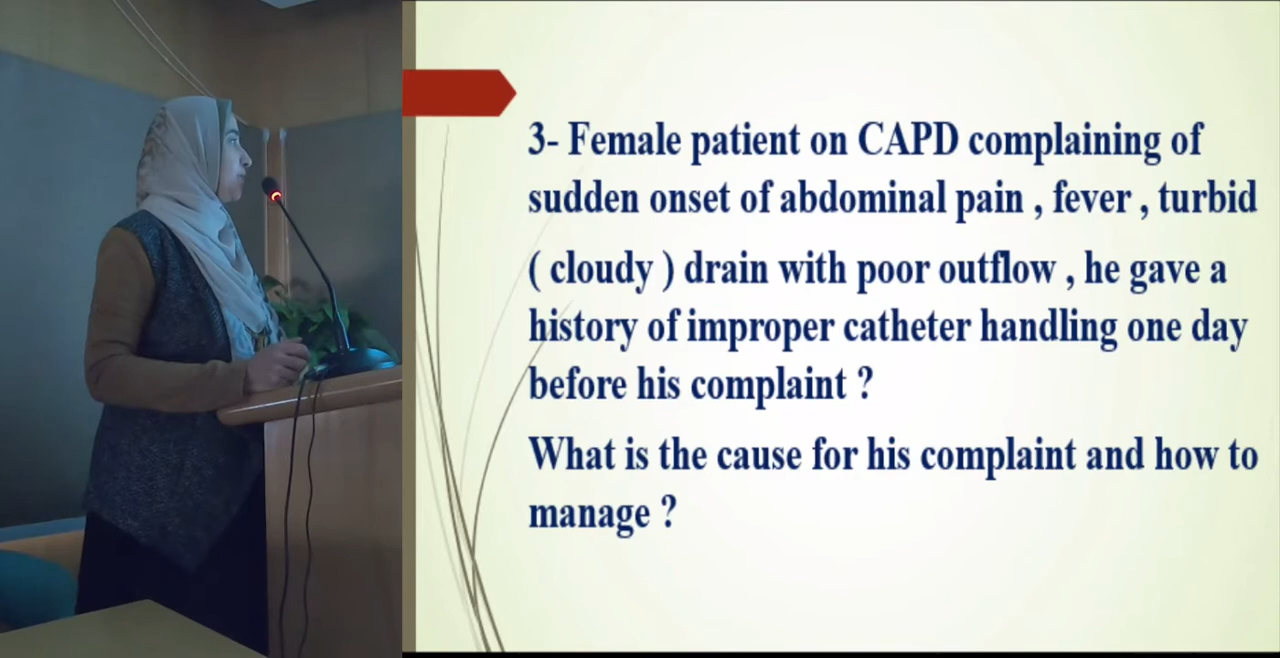 3- Female patient on CAPD complaining of
sudden onset of abdominal pain , fever , turbid
( cloudy ) drain with poor outflow , he gave a
history of improper catheter handling one day
before his complaint ?
What is the cause for his complaint and how to
manage ?